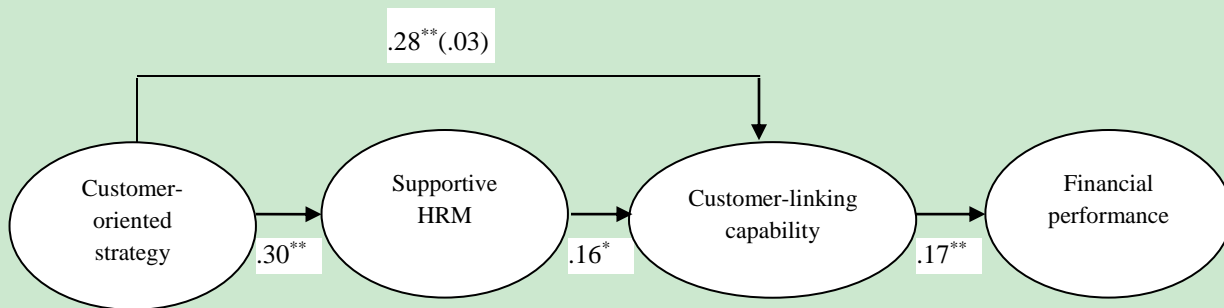 .28**(.03)
Customer-
oriented
strategy
Supportive
HRM
Customer-linking
capability
Financial
performance
.30**
.16*
.17**